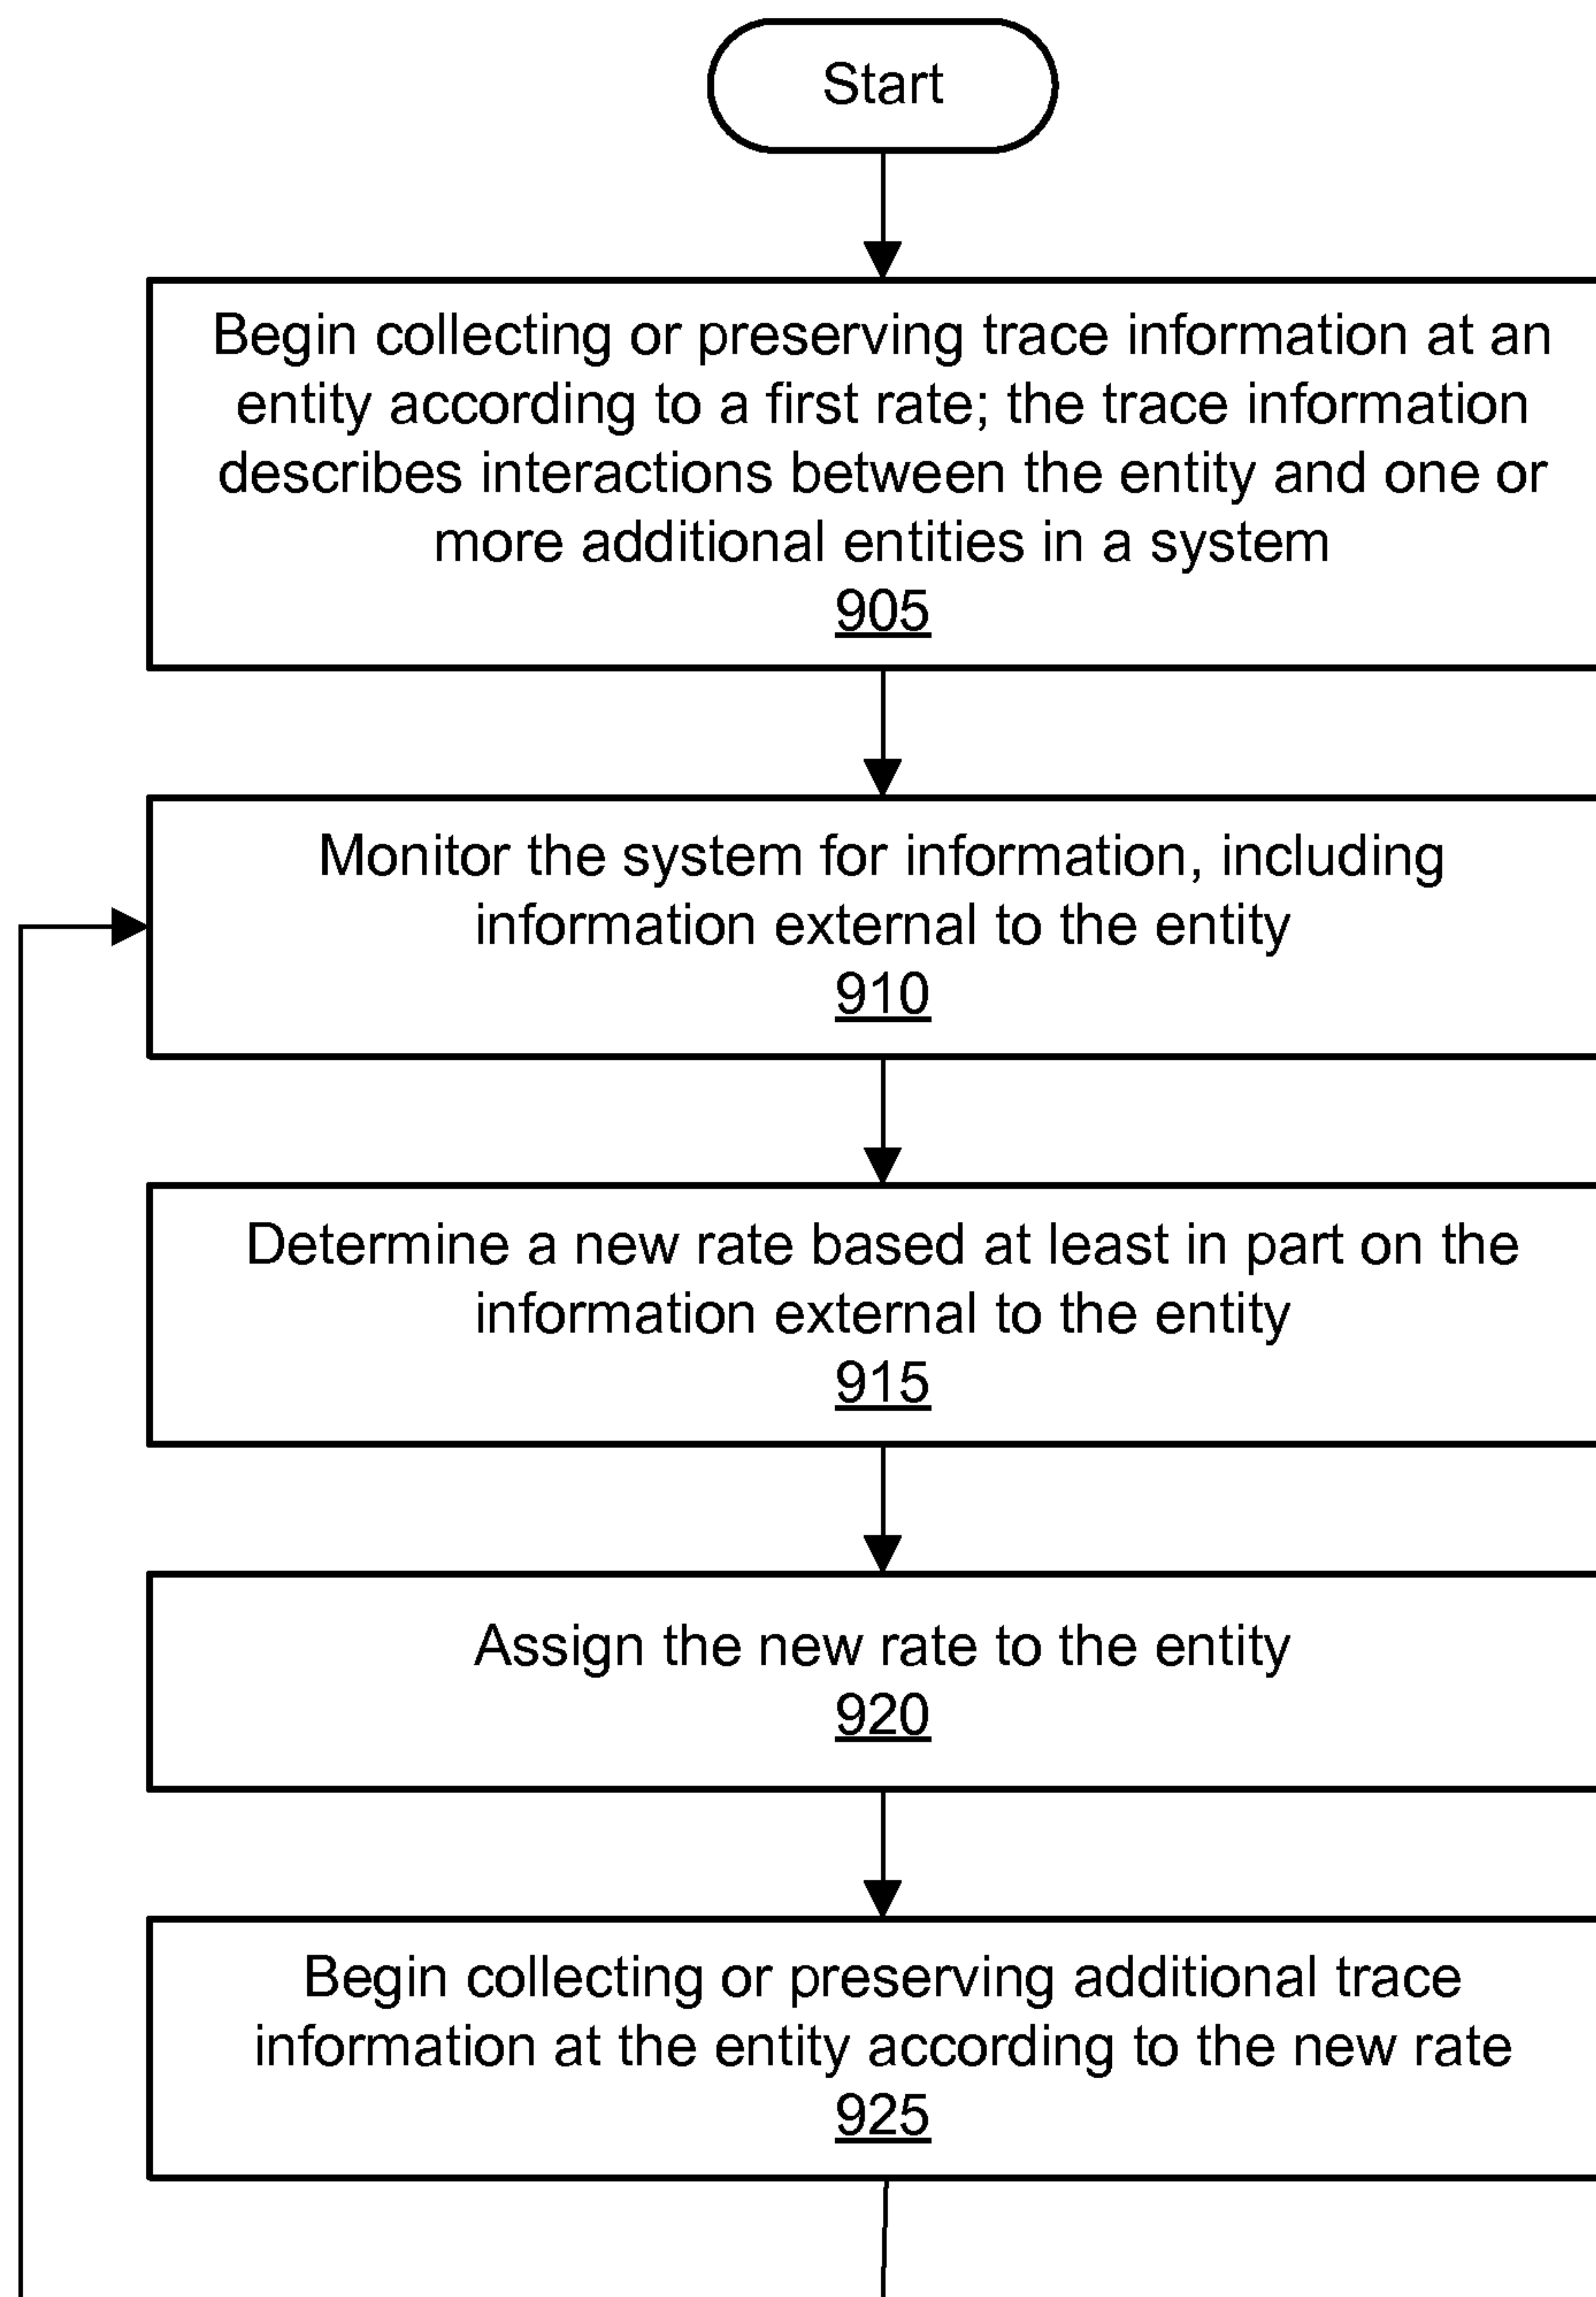 Start
Begin collecting or preserving trace information at an
entity according to a first rate; the trace information
describes interactions between the entity and one or
more additional entities in a system
905
Monitor the system for information, including
information external to the entity
910
Determine a new rate based at least in part on the
information external to the entity
915
Assign the new rate to the entity
920
Begin collecting or preserving additional trace
information at the entity according to the new rate
925